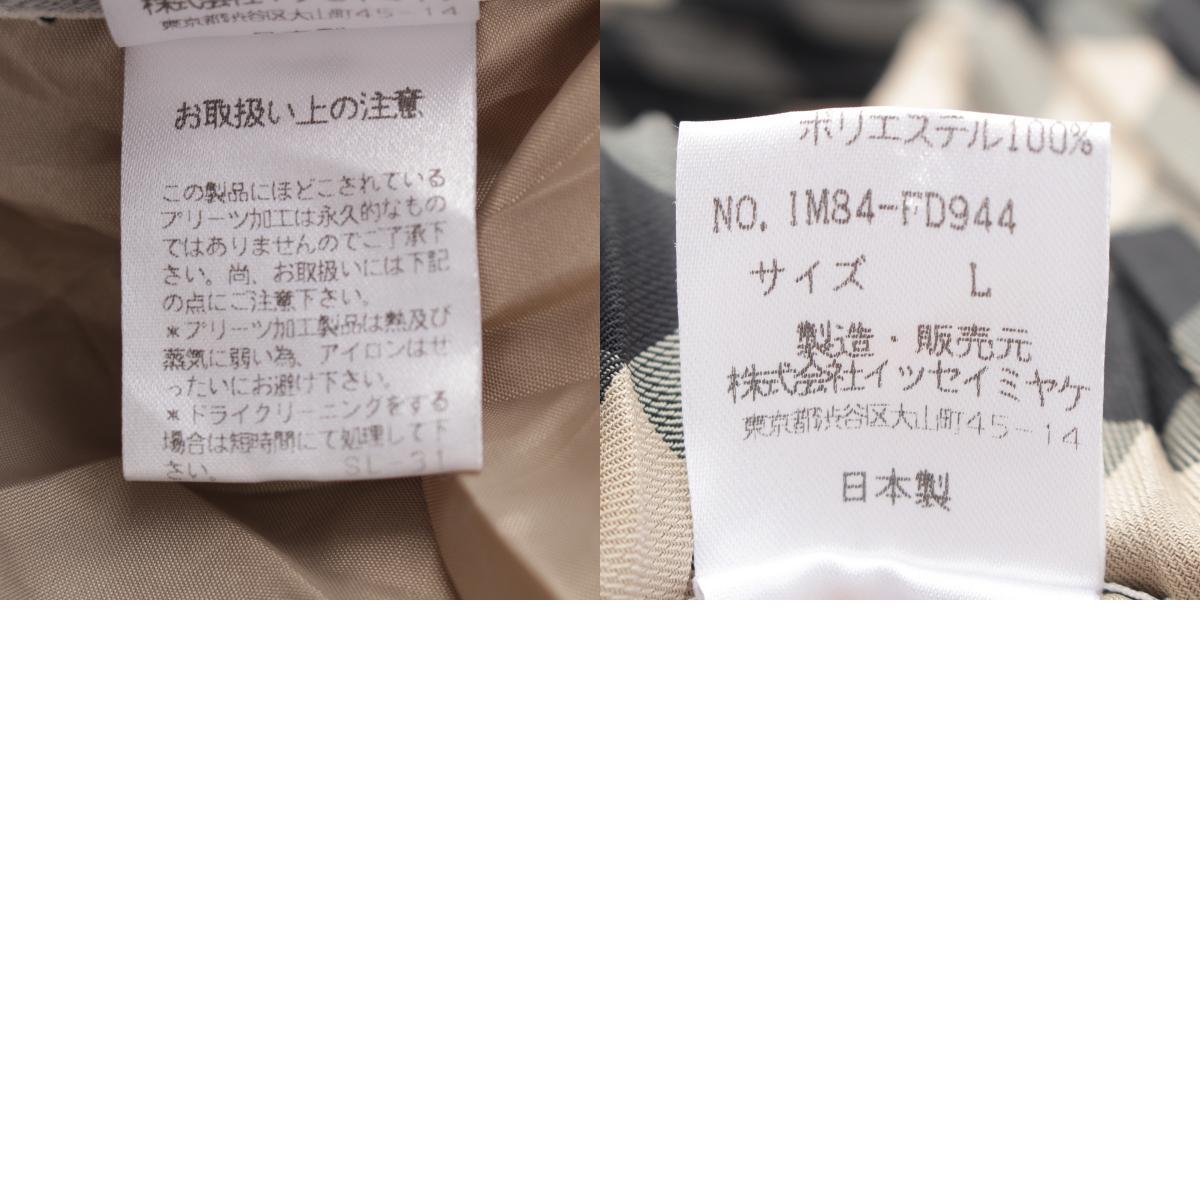 東京都渋谷区大山町45-14
お取扱い上の注意
この製品にほどこされている
プリーツ加工は永久的なもの
ではありませんのでご了承下
さい。尚、お取扱いには下記
の点にご注意下さい。
*プリーツ加工製品は熱及び
蒸気に弱い為、アイロンはぜ
ったいにお避け下さい。
*ドライクリーニングをする
場合は短時間にて処理して下
さい。 SL-31
ポリエステル100%
NO. IM84-FD944
サイズ L
製造・販売元
株式会社イッセイミヤケ
東京都渋谷区大山町45-14
日本製